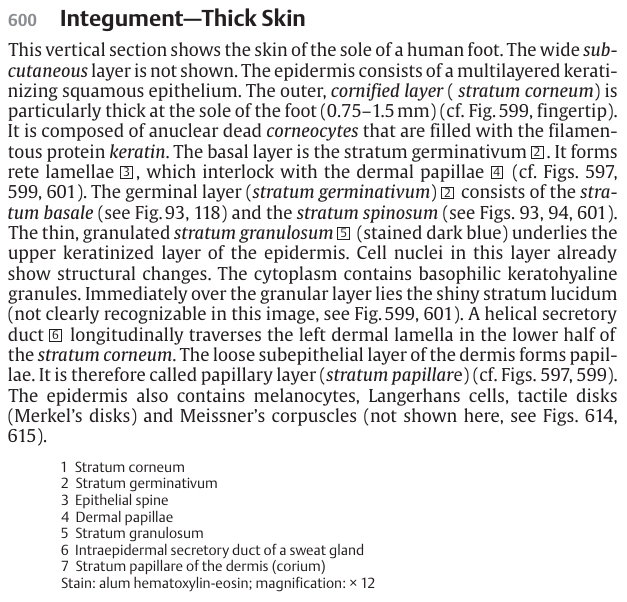 600 Integument—Thick Skin
This vertical section shows the skin of the sole of a human foot. The wide sub-
cutaneous layer is not shown. The epidermis consists of a multilayered kerati-
nizing squamous epithelium. The outer, cornified layer ( stratum corneum) is
particularly thick at the sole of the foot (0.75–1.5 mm) (cf. Fig. 599, fingertip).
It is composed of anuclear dead corneocytes that are filled with the filamen-
tous protein keratin. The basal layer is the stratum germinativum 2. It forms
rete lamellae 3, which interlock with the dermal papillae 4 (cf. Figs. 597,
599, 601). The germinal layer (stratum germinativum) 2 consists of the stra-
tum basale (see Fig. 93, 118) and the stratum spinosum (see Figs. 93, 94, 601).
The thin, granulated stratum granulosum 5 (stained dark blue) underlies the
upper keratinized layer of the epidermis. Cell nuclei in this layer already
show structural changes. The cytoplasm contains basophilic keratohyaline
granules. Immediately over the granular layer lies the shiny stratum lucidum
(not clearly recognizable in this image, see Fig. 599, 601). A helical secretory
duct 6 longitudinally traverses the left dermal lamella in the lower half of
the stratum corneum. The loose subepithelial layer of the dermis forms papil-
lae. It is therefore called papillary layer (stratum papillare) (cf. Figs. 597, 599).
The epidermis also contains melanocytes, Langerhans cells, tactile disks
(Merkel's disks) and Meissner's corpuscles (not shown here, see Figs. 614,
615).
1 Stratum corneum
2 Stratum germinativum
3 Epithelial spine
4 Dermal papillae
5 Stratum granulosum
6 Intraepidermal secretory duct of a sweat gland
7 Stratum papillare of the dermis (corium)
Stain: alum hematoxylin-eosin; magnification: × 12